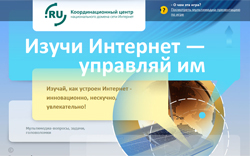 .RU
Координационный центр
национального домена сети Интернет
Изучи Интернет —
управляй им
Изучай, как устроен Интернет -
инновационно, нескучно,
увлекательно!